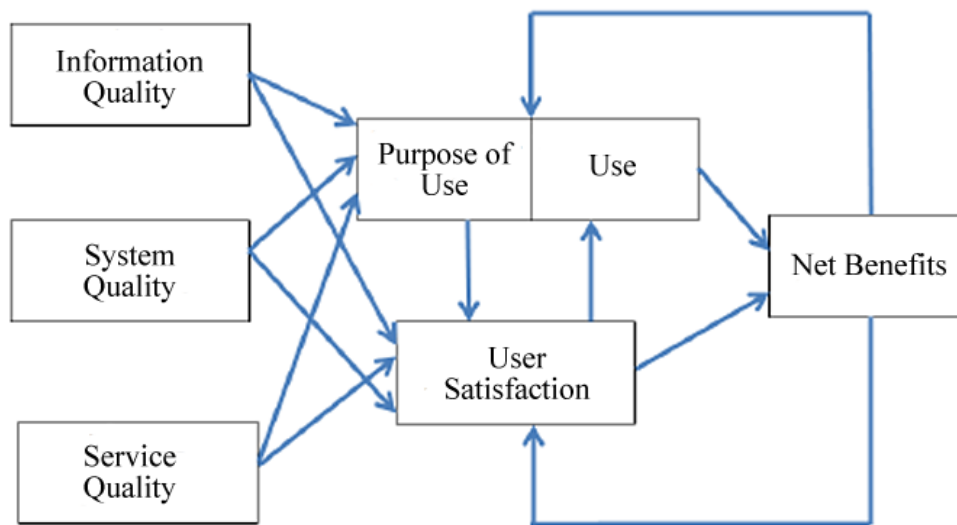 Information
Quality
Purpose of
Use
Use
System
Quality
Net Benefits
User
Satisfaction
Service
Quality